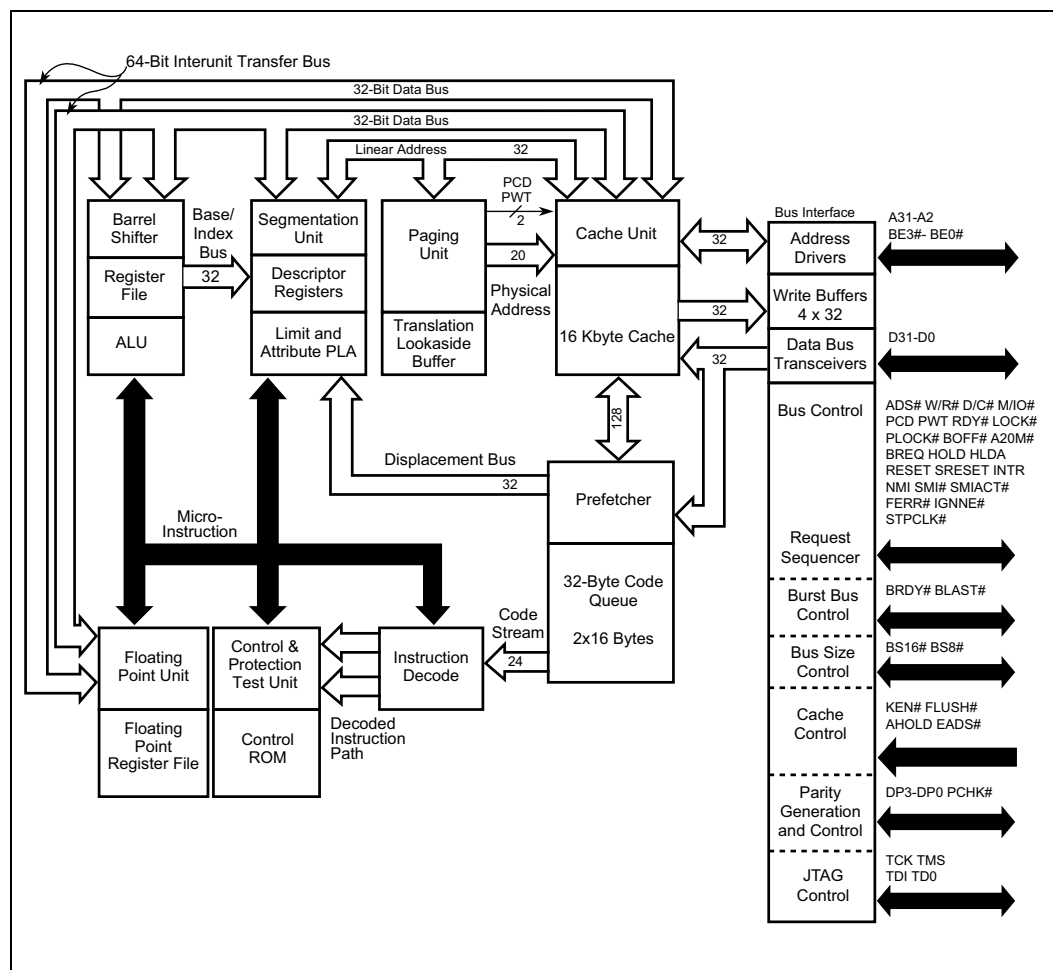 64-Bit Interunit Transfer Bus
32-Bit Data Bus
32-Bit Data Bus
Linear Address
32
PCD
PWT
2
Barrel
Shifter
Register
File
ALU
Base/
Index
Bus
32
Segmentation
Unit
Descriptor
Registers
Limit and
Attribute PLA
Paging
Unit
Translation
Lookaside
Buffer
20
Physical
Address
Cache Unit
16 Kbyte Cache
32
32
32
128
Bus Interface
Address
Drivers
Write Buffers
4 x 32
Data Bus
Transceivers
Bus Control
Request
Sequencer
Burst Bus
Control
Bus Size
Control
Cache
Control
Parity
Generation
and Control
JTAG
Control
A31-A2
BE3#- BE0#
D31-D0
ADS# W/R# D/C# M/IO#
PCD PWT RDY# LOCK#
PLOCK# BOFF# A20M#
BREQ HOLD HLDA
RESET SRESET INTR
NMI SMI# SMIACT#
FERR# IGNNE#
STPCLK#
BRDY# BLAST#
BS16# BS8#
KEN# FLUSH#
AHOLD EADS#
DP3-DP0 PCHK#
TCK TMS
TDI TD0
Displacement Bus
32
Prefetcher
32-Byte Code
Queue
2x16 Bytes
Micro-
Instruction
Code
Stream
24
Floating
Point Unit
Floating
Point
Register File
Control &
Protection
Test Unit
Control
ROM
Instruction
Decode
Decoded
Instruction
Path